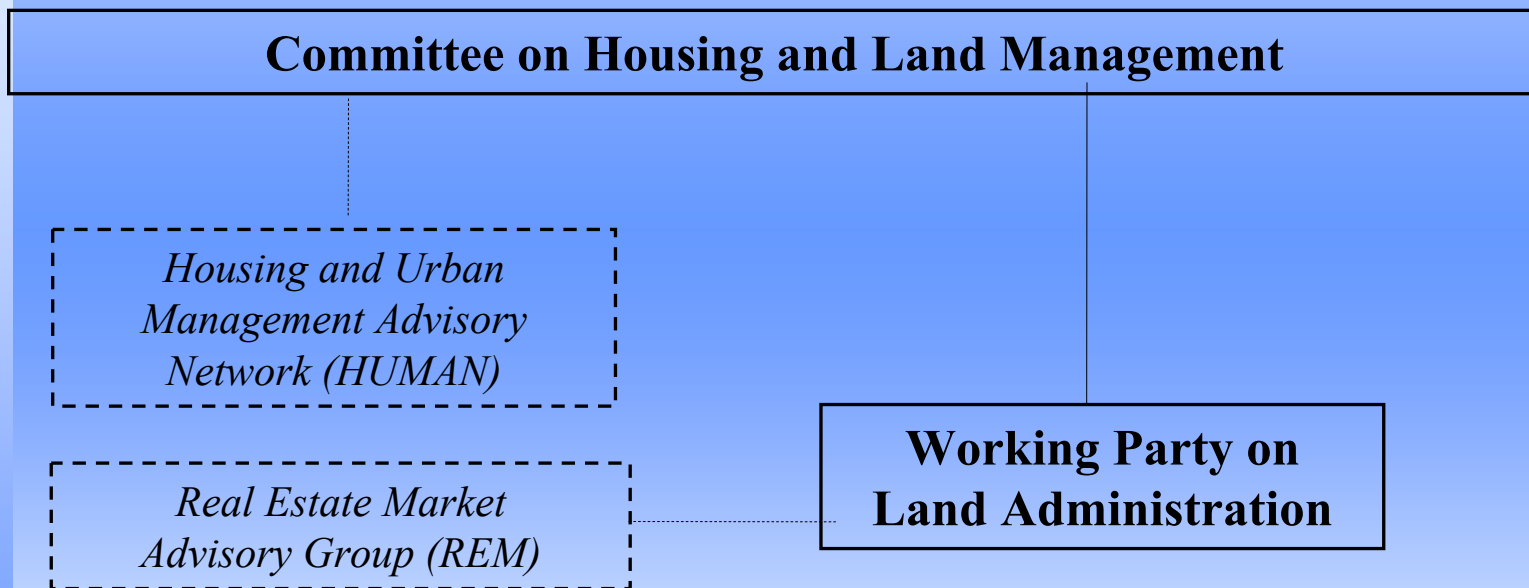 Committee on Housing and Land Management
Housing and Urban
Management Advisory
Network (HUMAN)
Working Party on
Land Administration
Real Estate Market
Advisory Group (REM)